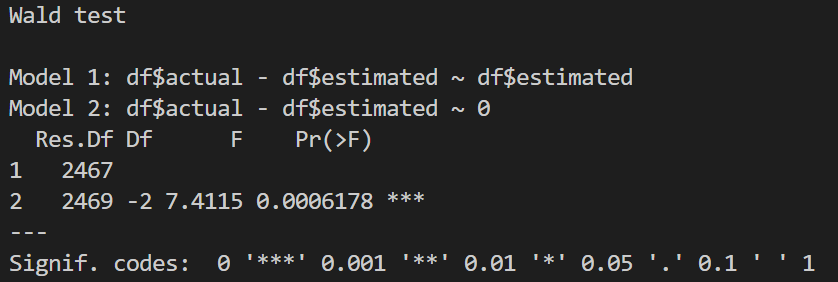 Wald test

Model 1: df$actual - df$estimated ~ df$estimated
Model 2: df$actual - df$estimated ~ 0
  Res.Df Df      F    Pr(>F)
1   2467
2   2469 -2 7.4115 0.0006178 ***
---
Signif. codes:  0 '***' 0.001 '**' 0.01 '*' 0.05 '.' 0.1 ' ' 1